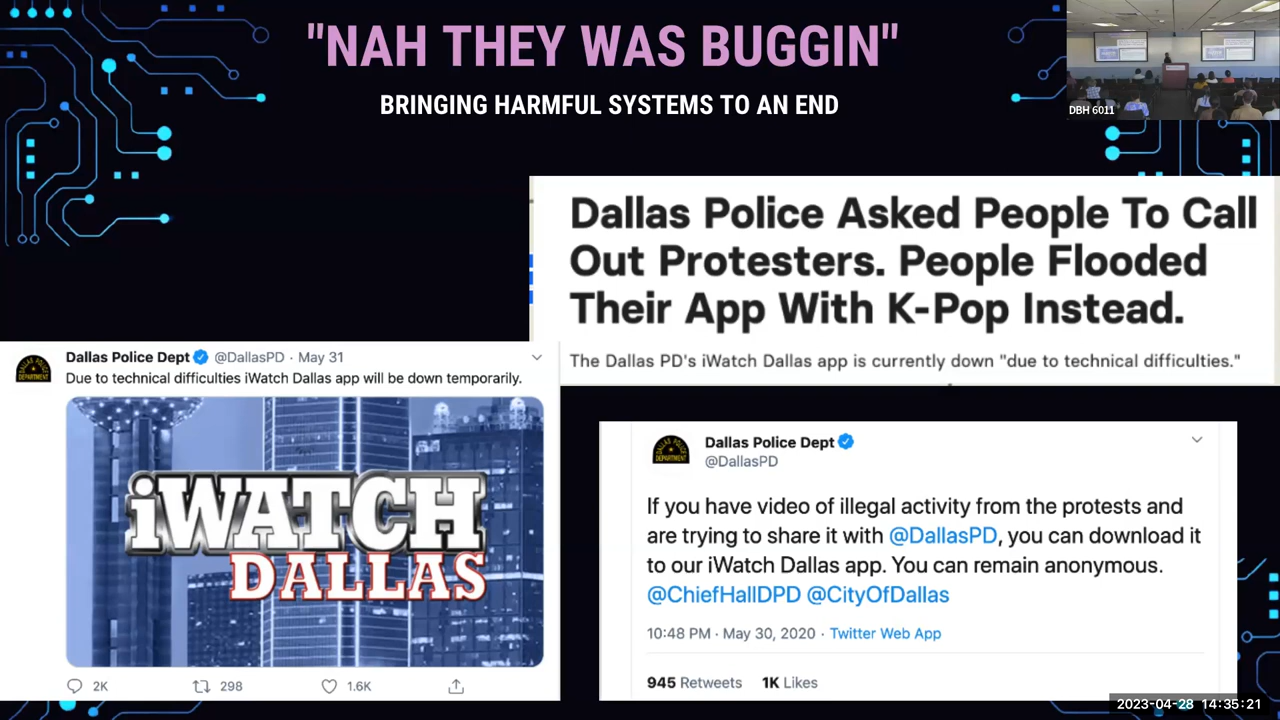 "NAH THEY WAS BUGGIN"
BRINGING HARMFUL SYSTEMS TO AN END
DBH 6011
Dallas Police Asked People To Call
Out Protesters. People Flooded
Their App With K-Pop Instead.
The Dallas PD's iWatch Dallas app is currently down "due to technical difficulties."
Dallas Police Dept @DallasPD · May 31
Due to technical difficulties iWatch Dallas app will be down temporarily.
iWATCH
DALLAS
2K 298 1.6K
Dallas Police Dept
@DallasPD
If you have video of illegal activity from the protests and
are trying to share it with @DallasPD, you can download it
to our iWatch Dallas app. You can remain anonymous.
@ChiefHallDPD @CityOfDallas
10:48 PM · May 30, 2020 · Twitter Web App
945 Retweets 1K Likes
2023-04-28 14:35:21